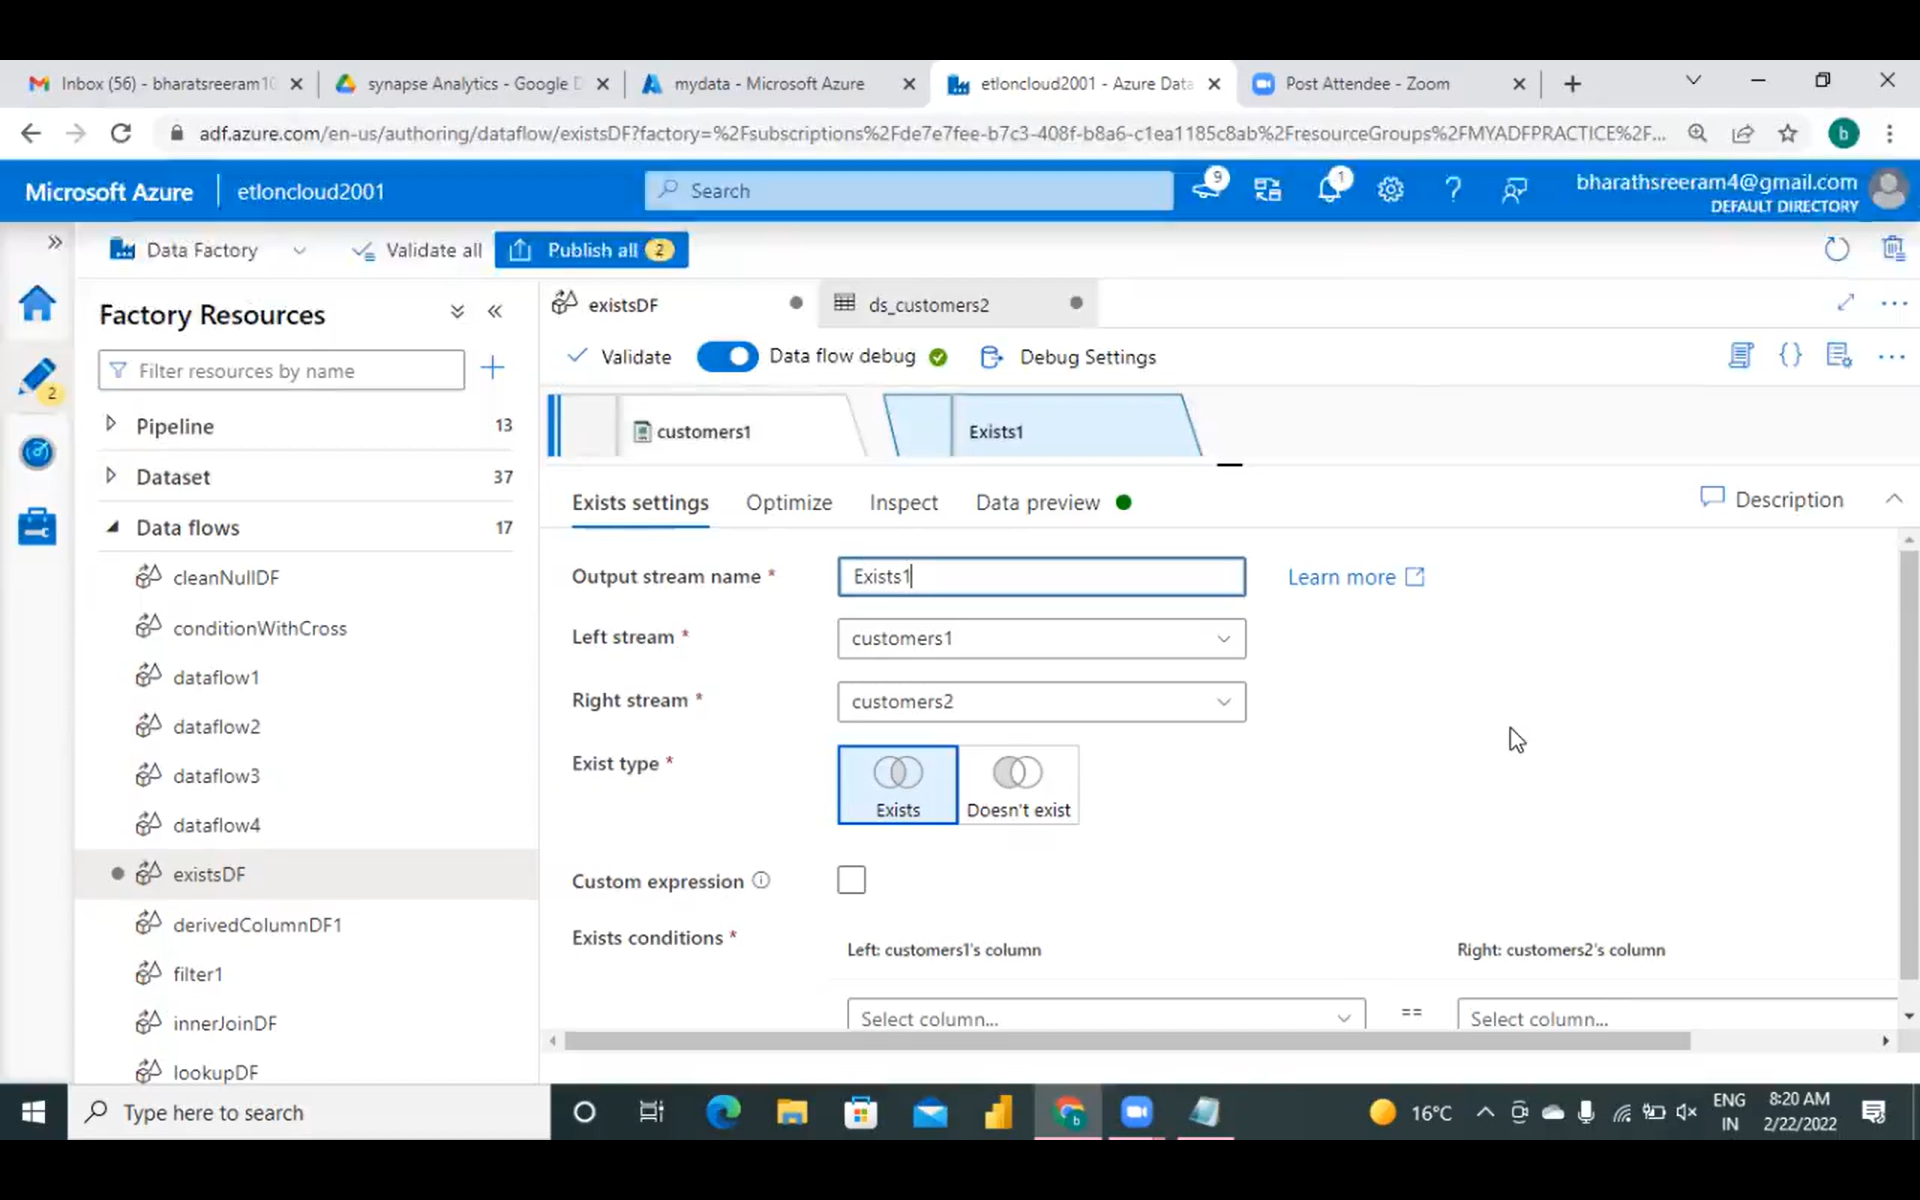 Inbox (56) - bharatsreeram10
synapse Analytics - Google D
mydata - Microsoft Azure
etloncloud2001 - Azure Data
Post Attendee - Zoom
adf.azure.com/en-us/authoring/dataflow/existsDF?factory=%2Fsubscriptions%2Fde7e7fee-b7c3-408f-b8a6-c1ea1185c8ab%2FresourceGroups%2FMYADFPRACTICE%2F...
b
Microsoft Azure
etloncloud2001
Search
9
1
bharathsreeram4@gmail.com
DEFAULT DIRECTORY
Data Factory
Validate all
Publish all 2
Factory Resources
Filter resources by name
2
Pipeline 13
Dataset 37
Data flows 17
cleanNullDF
conditionWithCross
dataflow1
dataflow2
dataflow3
dataflow4
existsDF
derivedColumnDF1
filter1
innerJoinDF
lookupDF
existsDF
ds_customers2
Validate
Data flow debug
Debug Settings
customers1
Exists1
Exists settings
Optimize
Inspect
Data preview
Description
Output stream name *
Exists1
Learn more
Left stream *
customers1
Right stream *
customers2
Exist type *
Exists
Doesn't exist
Custom expression
Exists conditions *
Left: customers1's column
Right: customers2's column
Select column...
==
Select column...
Type here to search
16°C
ENG
IN
8:20 AM
2/22/2022